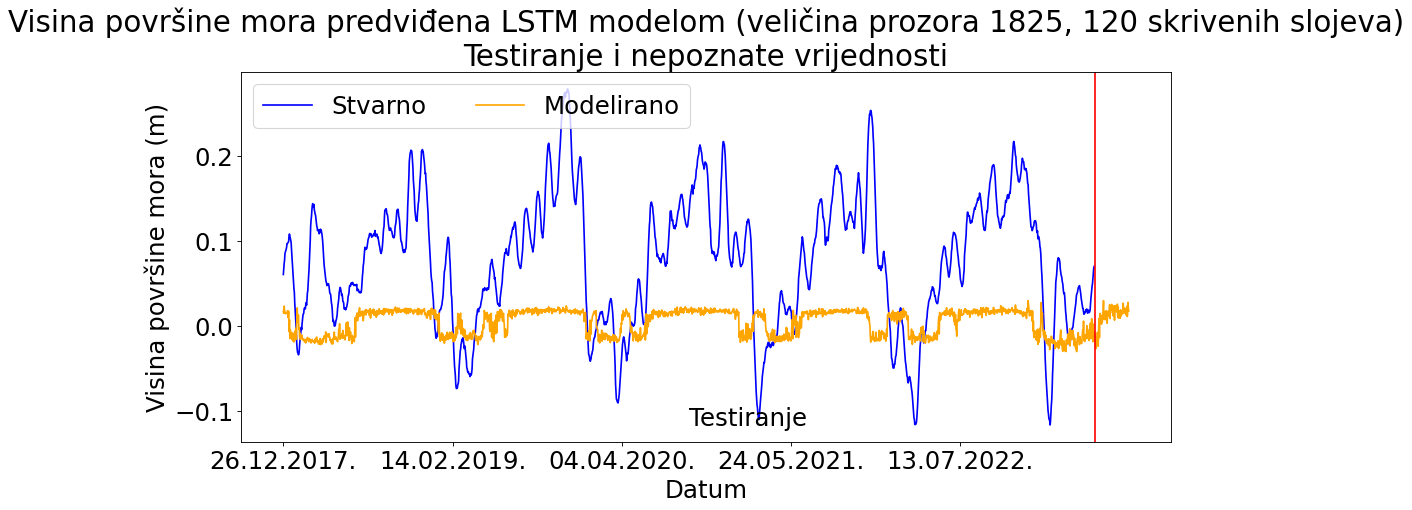 Visina površine mora predviđena LSTM modelom (veličina prozora 1825, 120 skrivenih slojeva)
Testiranje i nepoznate vrijednosti
Stvarno
Modelirano
Visina površine mora (m)
0.2
0.1
0.0
−0.1
Testiranje
26.12.2017.
14.02.2019.
04.04.2020.
24.05.2021.
13.07.2022.
Datum